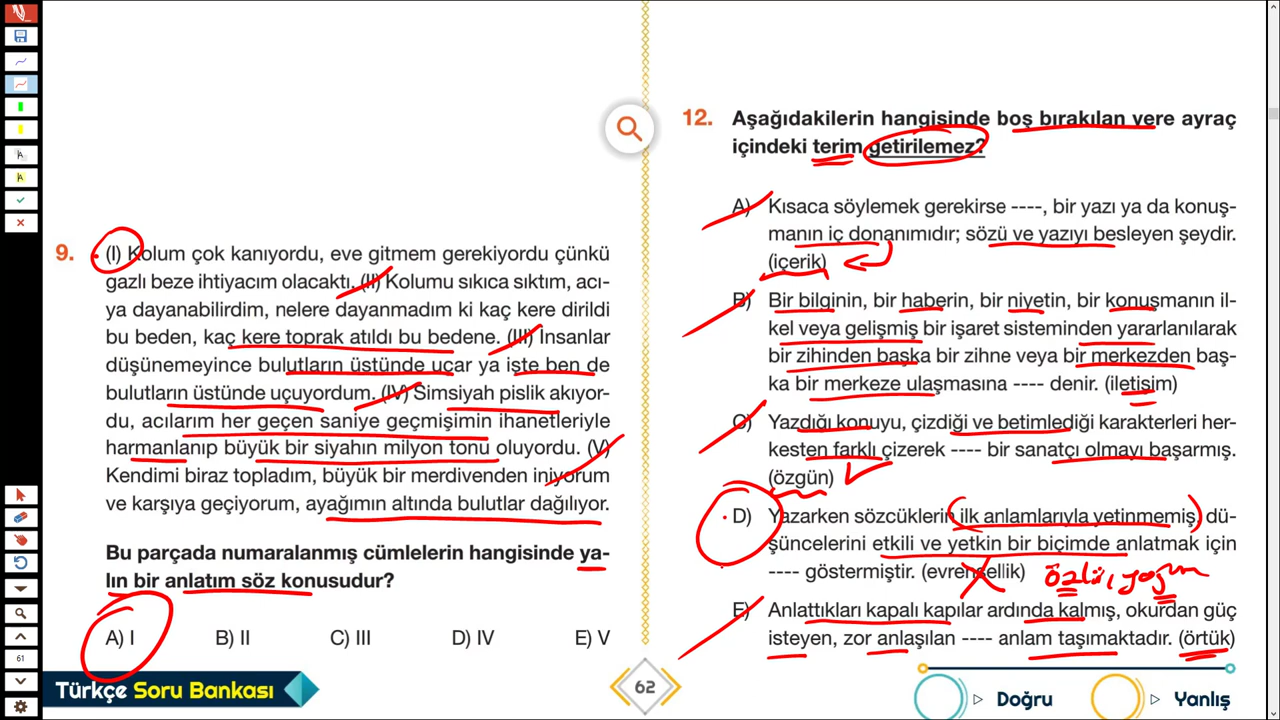 9. (I) Kolum çok kanıyordu, eve gitmem gerekiyordu çünkü
gazlı beze ihtiyacım olacaktı. (II) Kolumu sıkıca sıktım, acı-
ya dayanabilirdim, nelere dayanmadım ki kaç kere dirildi
bu beden, kaç kere toprak atıldı bu bedene. (III) İnsanlar
düşünemeyince bulutların üstünde uçar ya işte ben de
bulutların üstünde uçuyordum. (IV) Simsiyah pislik akıyor-
du, acılarım her geçen saniye geçmişimin ihanetleriyle
harmanlanıp büyük bir siyahın milyon tonu oluyordu. (V)
Kendimi biraz topladım, büyük bir merdivenden iniyorum
ve karşıya geçiyorum, ayağımın altında bulutlar dağılıyor.
Bu parçada numaralanmış cümlelerin hangisinde ya-
lın bir anlatım söz konusudur?
A) I B) II C) III D) IV E) V
12. Aşağıdakilerin hangisinde boş bırakılan yere ayraç
içindeki terim getirilemez?
A) Kısaca söylemek gerekirse ----, bir yazı ya da konuş-
manın iç donanımıdır; sözü ve yazıyı besleyen şeydir.
(içerik)
B) Bir bilginin, bir haberin, bir niyetin, bir konuşmanın il-
kel veya gelişmiş bir işaret sisteminden yararlanılarak
bir zihinden başka bir zihne veya bir merkezden baş-
ka bir merkeze ulaşmasına ---- denir. (iletişim)
C) Yazdığı konuyu, çizdiği ve betimlediği karakterleri her-
kesten farklı çizerek ---- bir sanatçı olmayı başarmış.
(özgün)
D) Yazarken sözcüklerin ilk anlamlarıyla yetinmemiş, dü-
şüncelerini etkili ve yetkin bir biçimde anlatmak için
---- göstermiştir. (evrensellik) özlü, yoğun
E) Anlattıkları kapalı kapılar ardında kalmış, okurdan güç
isteyen, zor anlaşılan ---- anlam taşımaktadır. (örtük)
61
Türkçe Soru Bankası
62
Doğru Yanlış